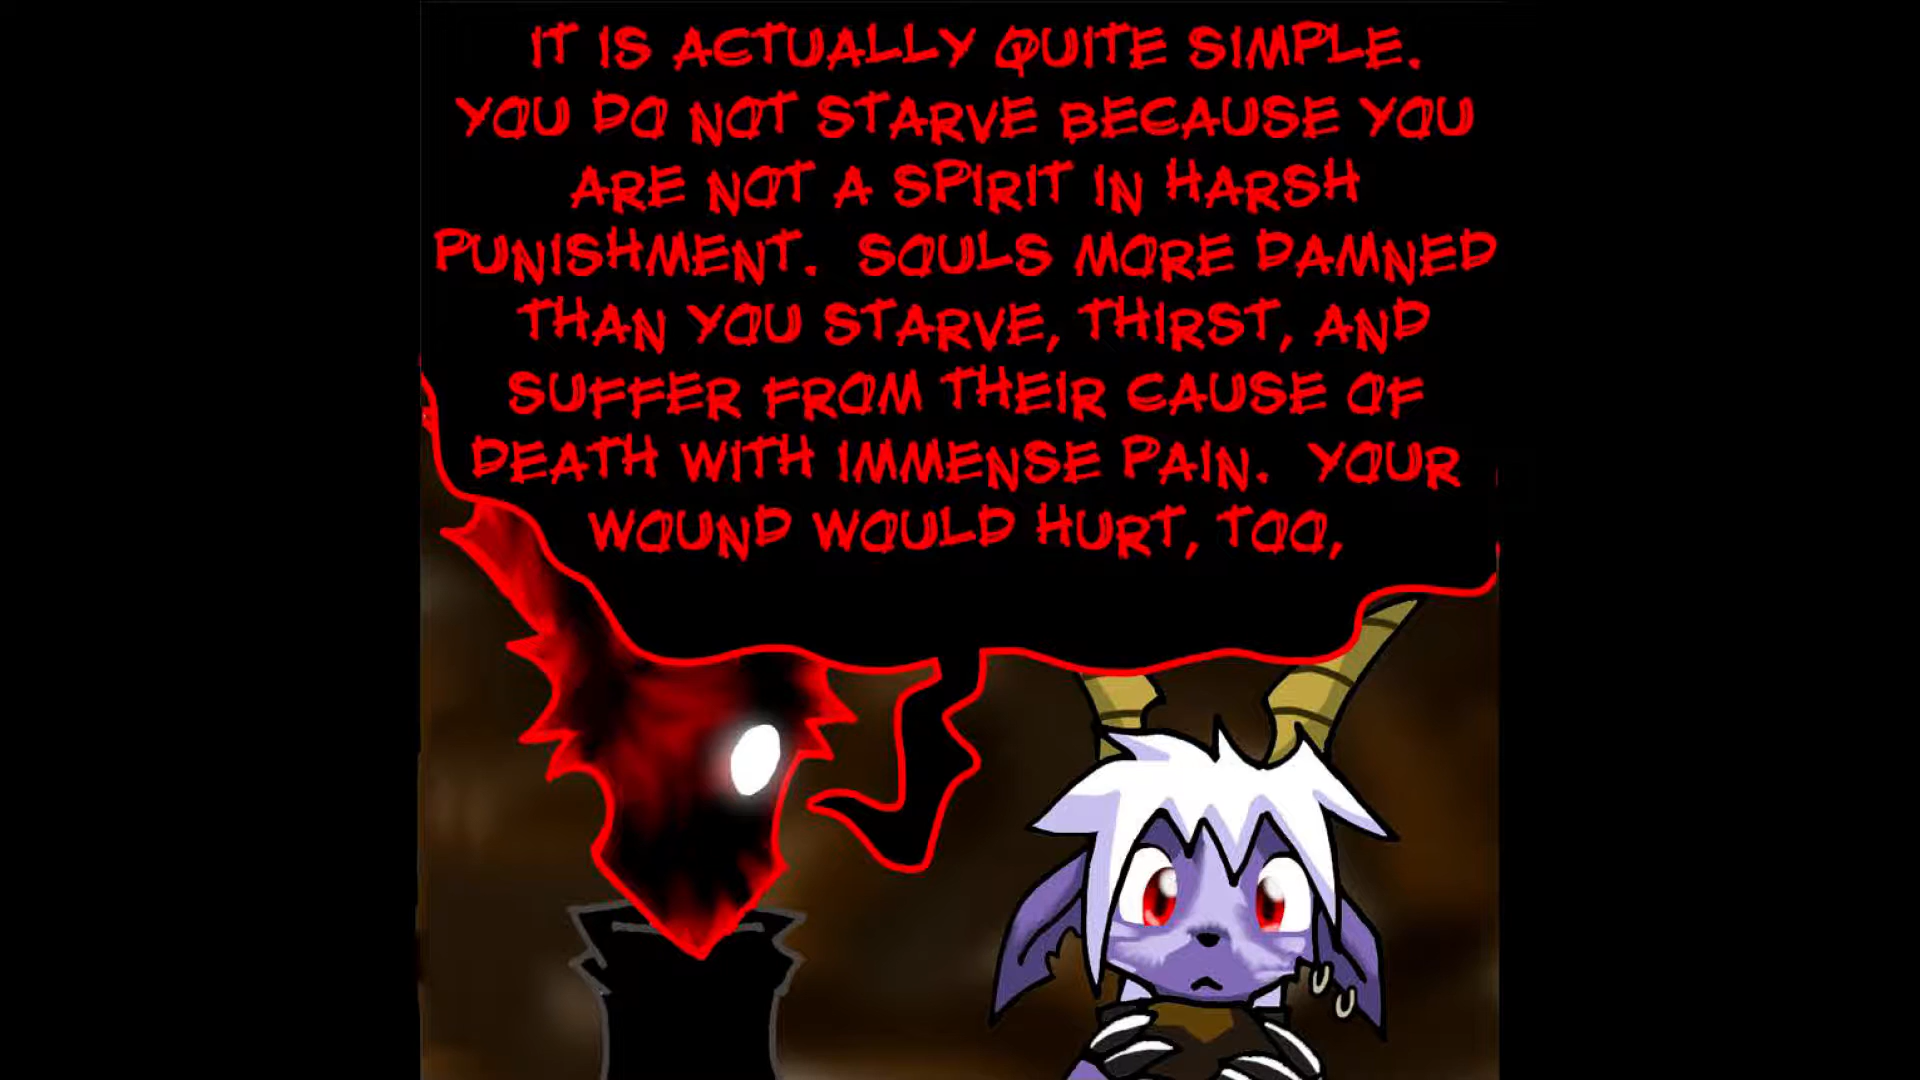 IT IS ACTUALLY QUITE SIMPLE.
YOU DO NOT STARVE BECAUSE YOU
ARE NOT A SPIRIT IN HARSH
PUNISHMENT. SOULS MORE DAMNED
THAN YOU STARVE, THIRST, AND
SUFFER FROM THEIR CAUSE OF
DEATH WITH IMMENSE PAIN. YOUR
WOUND WOULD HURT, TOO,